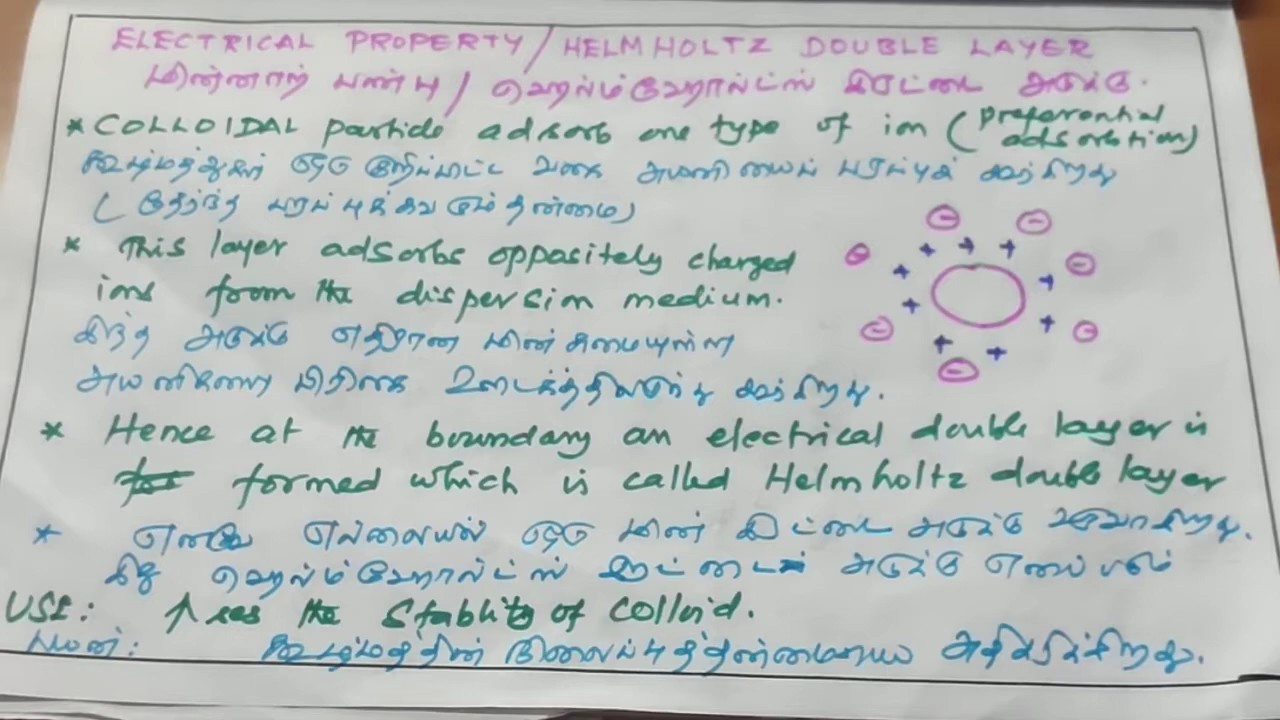 ELECTRICAL PROPERTY / HELMHOLTZ DOUBLE LAYER
மின்னாற் பண்பு / ஹெல்ம்ஹோல்ட்ஸ் இரட்டை அடுக்கு.
* COLLOIDAL particle adsorb one type of ion (preferential adsorbtion)
கூழ்மத்துகள் ஒரு குறிப்பிட்ட வகை அயனியைப் பரப்புக் கவர்கிறது
( தேர்ந்த பரப்புக்கவரும் தன்மை)
* This layer adsorbs oppositely charged
ions from the dispersion medium.
இந்த அடுக்கு எதிரான மின் சுமையுள்ள
அயனிகளை பிரிகை ஊடகத்திலிருந்து கவர்கிறது.
* Hence at the boundary an electrical double layer is
formed which is called Helmholtz double layer
* எனவே எல்லையில் ஒரு மின் இரட்டை அடுக்கு உருவாகிறது.
இது ஹெல்ம்ஹோல்ட்ஸ் இரட்டை அடுக்கு எனப்படும்
USE: ↑ses the Stability of colloid.
பயன்: கூழ்மத்தின் நிலைப்புத்தன்மையை அதிகரிக்கிறது.